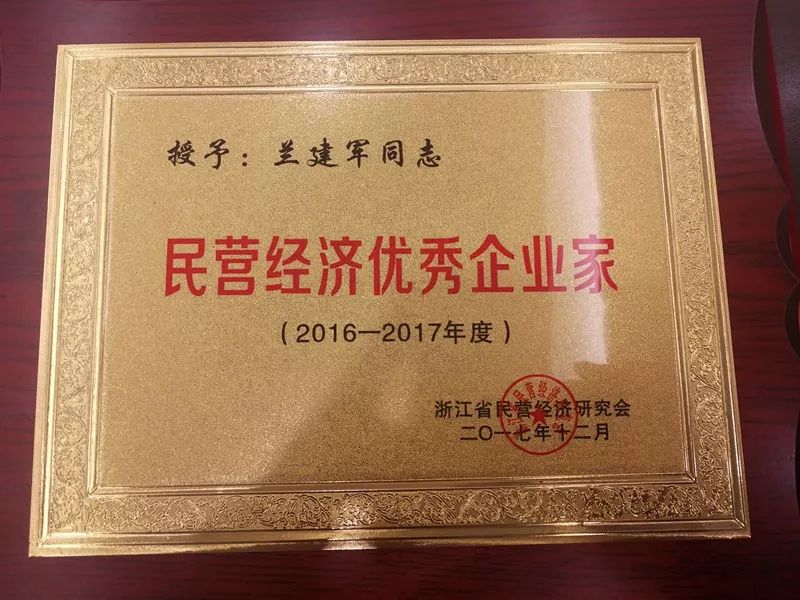 授予：兰建军同志
民营经济优秀企业家
（2016—2017年度）
浙江省民营经济研究会
二〇一七年十二月